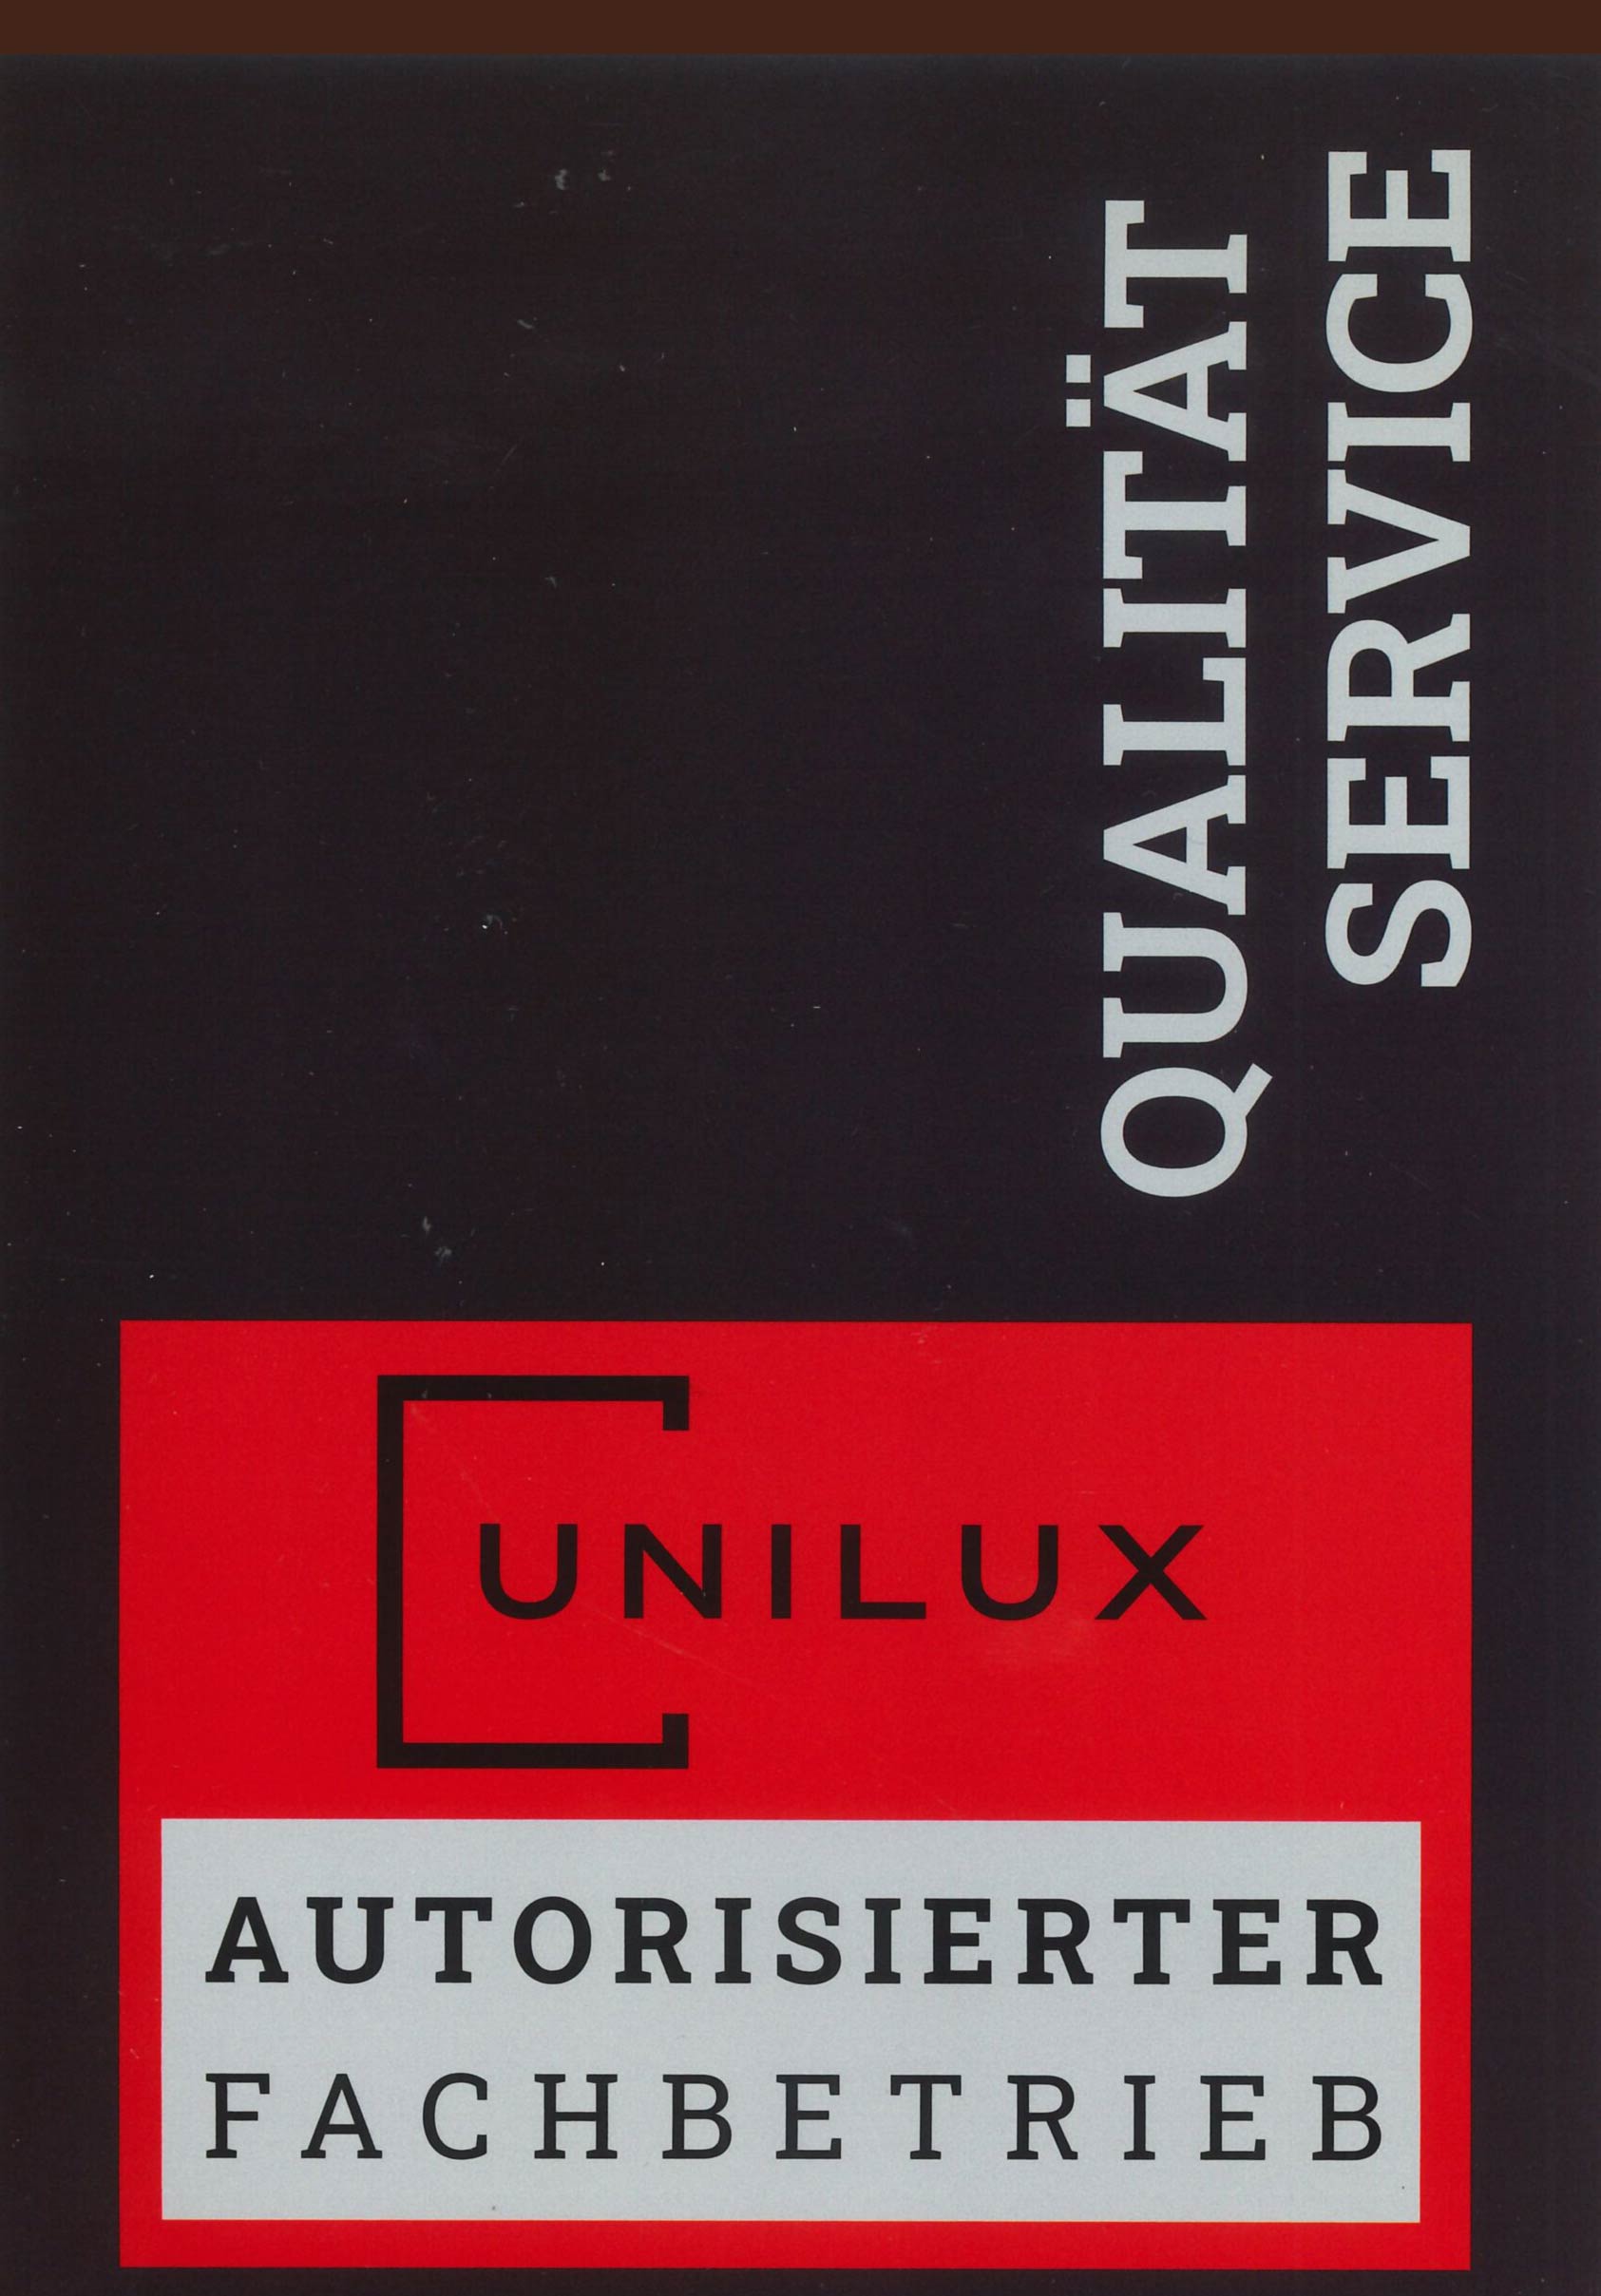 QUALITÄT
SERVICE
UNILUX
AUTORISIERTER
FACHBETRIEB